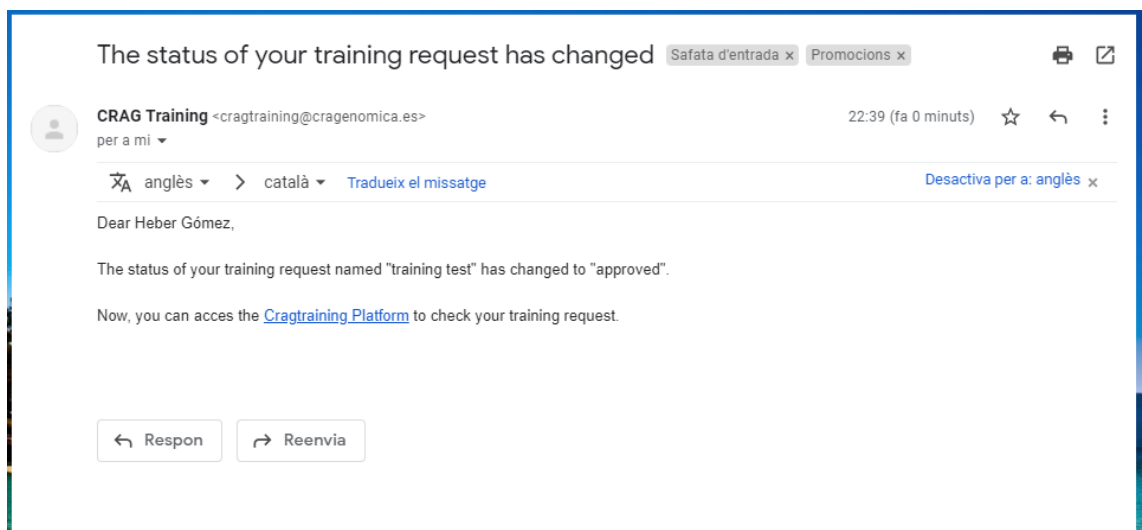 The status of your training request has changed Safata d'entrada x Promocions x
CRAG Training <cragtraining@cragenomica.es> 22:39 (fa 0 minuts)
per a mi
anglès > català Tradueix el missatge Desactiva per a: anglès x
Dear Heber Gómez,
The status of your training request named "training test" has changed to "approved".
Now, you can acces the Cragtraining Platform to check your training request.
Respon Reenvia